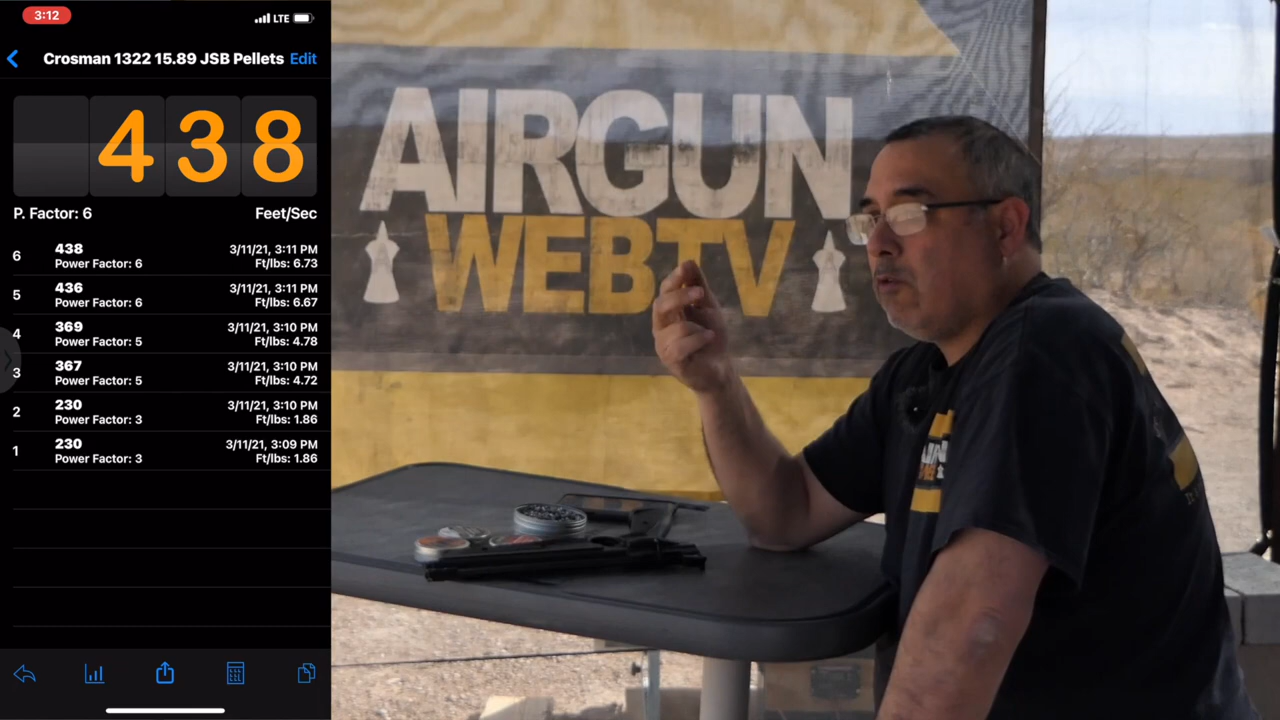 3:12
LTE
Crosman 1322 15.89 JSB Pellets Edit
438
P. Factor: 6 Feet/Sec
6 438 3/11/21, 3:11 PM
Power Factor: 6 Ft/lbs: 6.73
5 436 3/11/21, 3:11 PM
Power Factor: 6 Ft/lbs: 6.67
4 369 3/11/21, 3:10 PM
Power Factor: 5 Ft/lbs: 4.78
3 367 3/11/21, 3:10 PM
Power Factor: 5 Ft/lbs: 4.72
2 230 3/11/21, 3:10 PM
Power Factor: 3 Ft/lbs: 1.86
1 230 3/11/21, 3:09 PM
Power Factor: 3 Ft/lbs: 1.86
AIRGUN
WEBTV